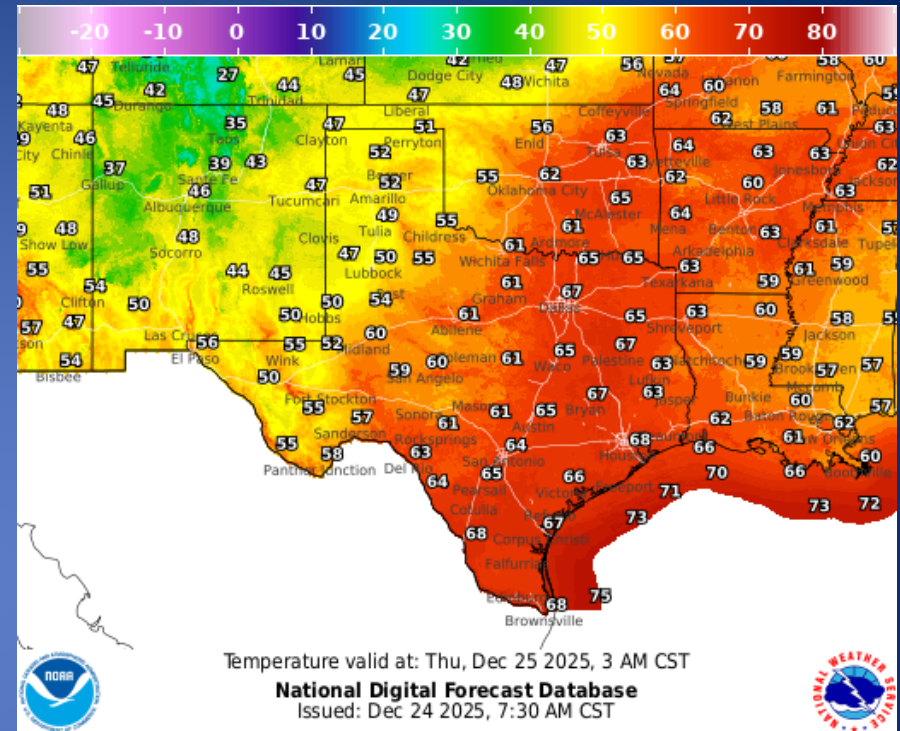 -20 -10 0 10 20 30 40 50 60 70 80
47 Telluride 27 44 Lamar 45 42 Dodge City 48 47 Wichita 56 Nevada 57 Lebanon Farmington 58 60
42 Trinidad 64 60
48 45 Durango Liberal 47 Coffeyville Springfield 58 61
Kayenta 35 Clayton 47 51 56 62 West Plains 63
City Chinle 46 Taos Perryton Enid 63 Tulsa 64
37 39 43 52 63 Fayetteville 63 Jonesboro 63 62
Gallup Santa Fe 55 62 62 60 Jackson
51 46 47 52 Oklahoma City 65 63
Albuquerque Tucumcari Amarillo McAlester Little Rock Memphis
49 55 64
48 48 Clovis Tulia Childress 61 Mena Benton 63 61
Show Low Socorro 47 50 55 61 Ardmore 65 65 Arkadelphia Clarksdale
55 44 45 Lubbock Wichita Falls 63 61 59
54 Roswell 61 Texarkana 59 Greenwood
Clifton 50 50 54 Graham 67
57 47 50 Hobbs 61 Dallas 65 63 60 58
Las Cruces 56 60 Abilene Shreveport Jackson
El Paso 55 52 Midland 65 67
54 Wink 59 60 Coleman 61 Waco Palestine 63 Natchitoches 59 59
Bisbee 50 San Angelo Lufkin Brookhaven 57 57
Fort Stockton 67 63 Mccomb
55 57 Sonora Mason 61 65 Bryan Jasper Bunkie 60 57
Sanderson 61 Austin 62 Baton Rouge 62
55 58 Rocksprings 64 68 Beaumont 66 61 New Orleans
Panther Junction Del Rio 63 San Antonio Houston 60
64 65 66 70 66 Boothville
Pearsall Victoria Freeport 71
Cotulla 73 73 72
68 67
Corpus Christi
Falfurrias
Edinburg 68 75
Brownsville
Temperature valid at: Thu, Dec 25 2025, 3 AM CST
National Digital Forecast Database
Issued: Dec 24 2025, 7:30 AM CST
NOAA
NATIONAL WEATHER SERVICE